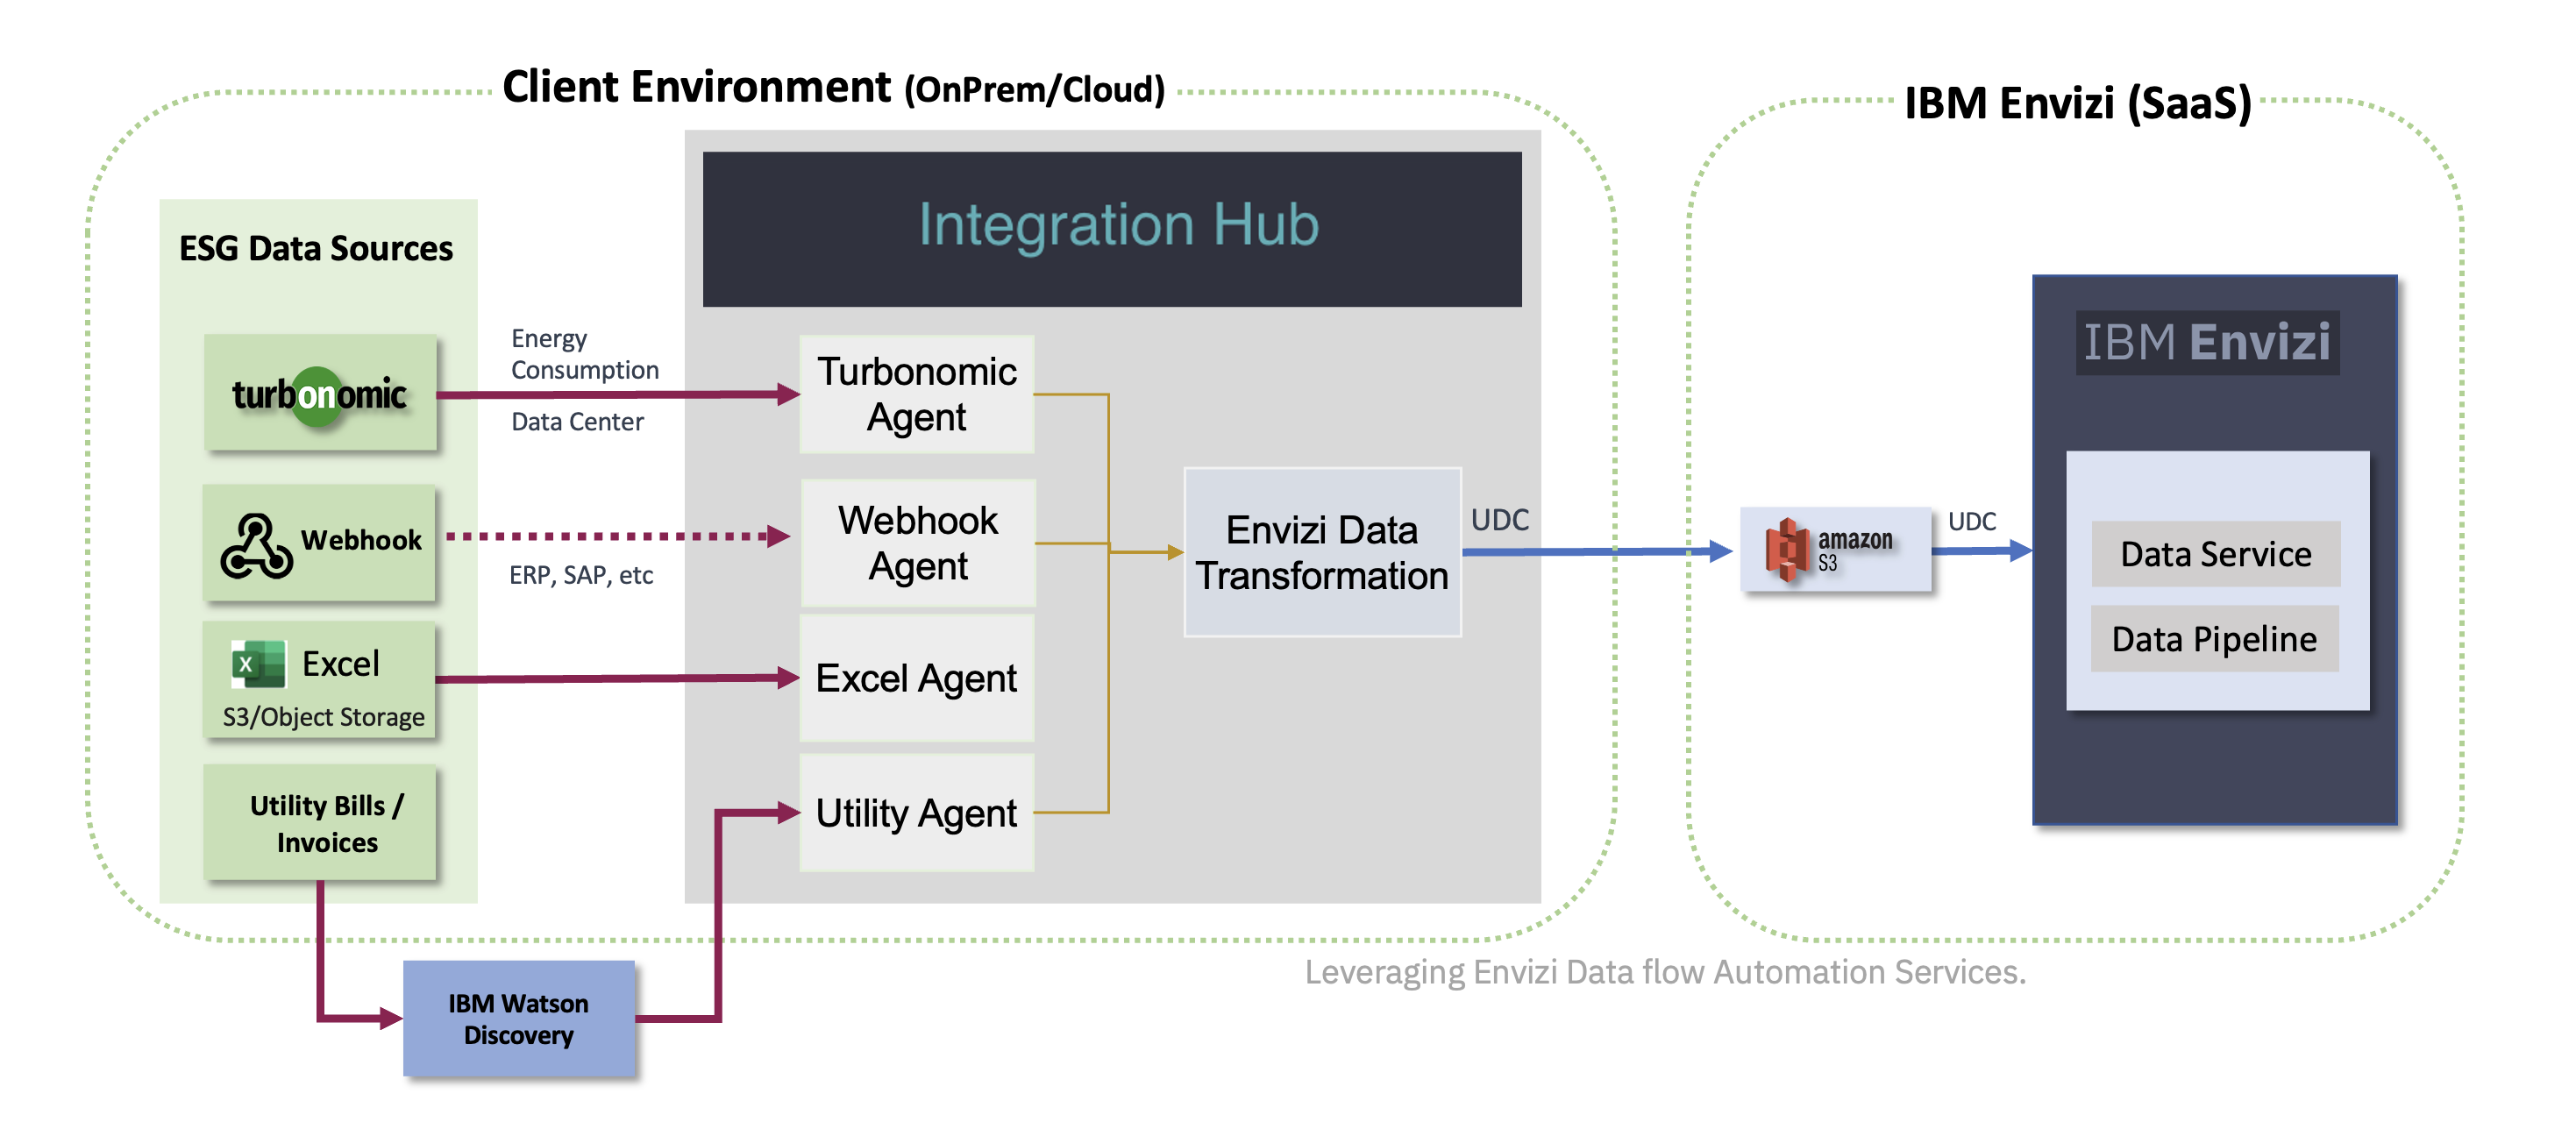 Client Environment (OnPrem/Cloud)
IBM Envizi (SaaS)
ESG Data Sources
Integration Hub
turbonomic
Energy
Consumption
Data Center
Turbonomic
Agent
Webhook
ERP, SAP, etc
Webhook
Agent
X Excel
S3/Object Storage
Excel Agent
Utility Bills /
Invoices
Utility Agent
IBM Watson
Discovery
Envizi Data
Transformation
UDC
amazon
S3
UDC
IBM Envizi
Data Service
Data Pipeline
Leveraging Envizi Data flow Automation Services.